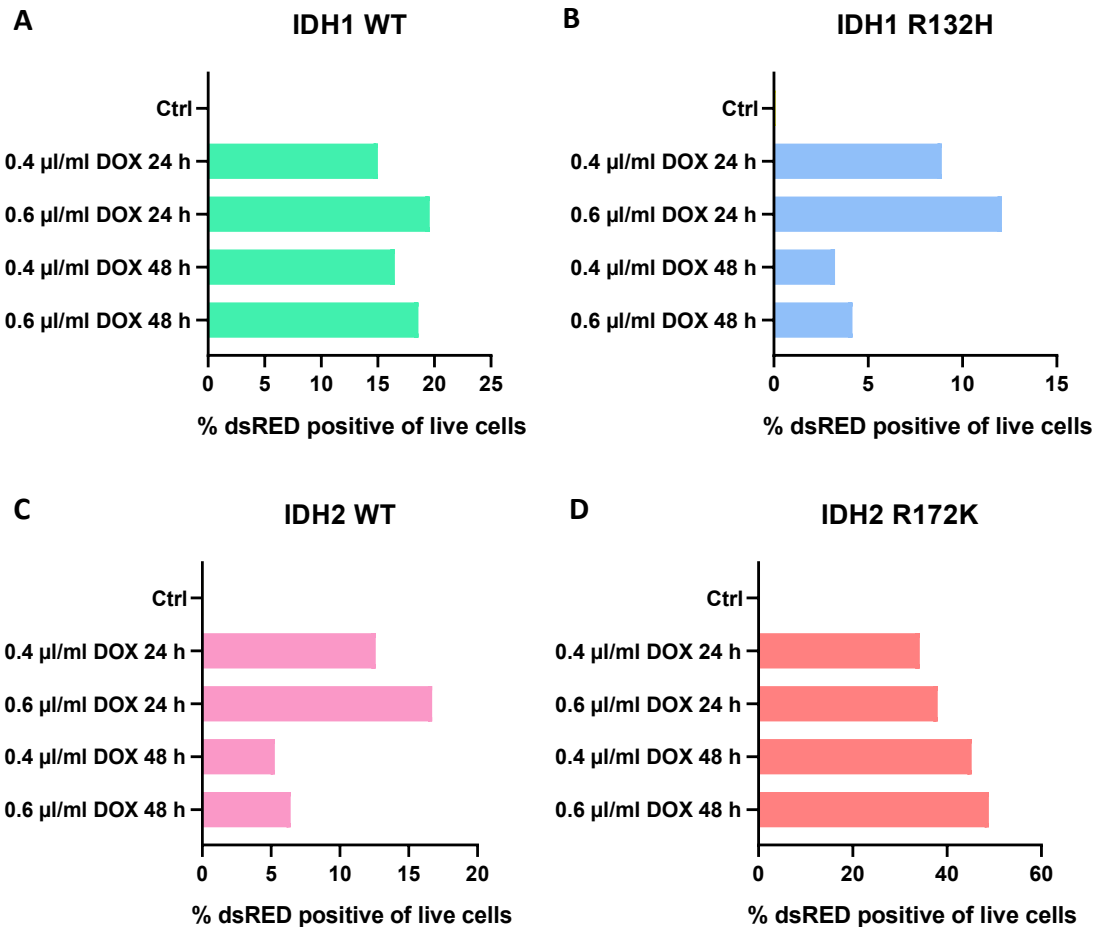 A
IDH1 WT
Ctrl
0.4 µl/ml DOX 24 h
0.6 µl/ml DOX 24 h
0.4 µl/ml DOX 48 h
0.6 µl/ml DOX 48 h
0 5 10 15 20 25
% dsRED positive of live cells
B
IDH1 R132H
Ctrl
0.4 µl/ml DOX 24 h
0.6 µl/ml DOX 24 h
0.4 µl/ml DOX 48 h
0.6 µl/ml DOX 48 h
0 5 10 15
% dsRED positive of live cells
C
IDH2 WT
Ctrl
0.4 µl/ml DOX 24 h
0.6 µl/ml DOX 24 h
0.4 µl/ml DOX 48 h
0.6 µl/ml DOX 48 h
0 5 10 15 20
% dsRED positive of live cells
D
IDH2 R172K
Ctrl
0.4 µl/ml DOX 24 h
0.6 µl/ml DOX 24 h
0.4 µl/ml DOX 48 h
0.6 µl/ml DOX 48 h
0 20 40 60
% dsRED positive of live cells